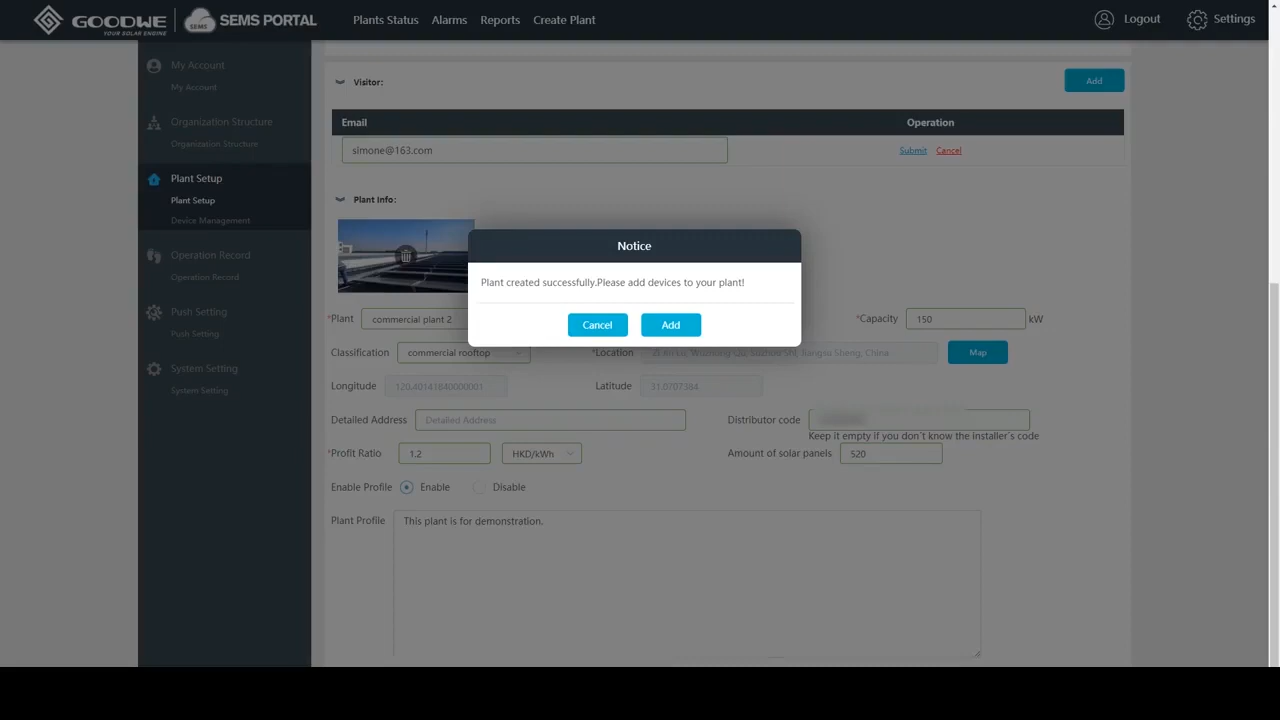 GOODWE
YOUR SOLAR ENGINE
SEMS
SEMS PORTAL
Plants Status
Alarms
Reports
Create Plant
Logout
Settings
My Account
My Account
Organization Structure
Organization Structure
Plant Setup
Plant Setup
Device Management
Operation Record
Operation Record
Push Setting
Push Setting
System Setting
System Setting
Visitor:
Add
Email
Operation
simone@163.com
Submit
Cancel
Plant Info:
Notice
Plant created successfully.Please add devices to your plant!
Cancel
Add
*Plant
commercial plant 2
*Capacity
150
kW
Classification
commercial rooftop
*Location
Jiangsu Sheng, China
Map
Longitude
120.40141840000001
Latitude
31.0707384
Detailed Address
Detailed Address
Distributor code
Keep it empty if you don´t know the installer´s code
*Profit Ratio
1.2
HKD/kWh
Amount of solar panels
520
Enable Profile
Enable
Disable
Plant Profile
This plant is for demonstration.